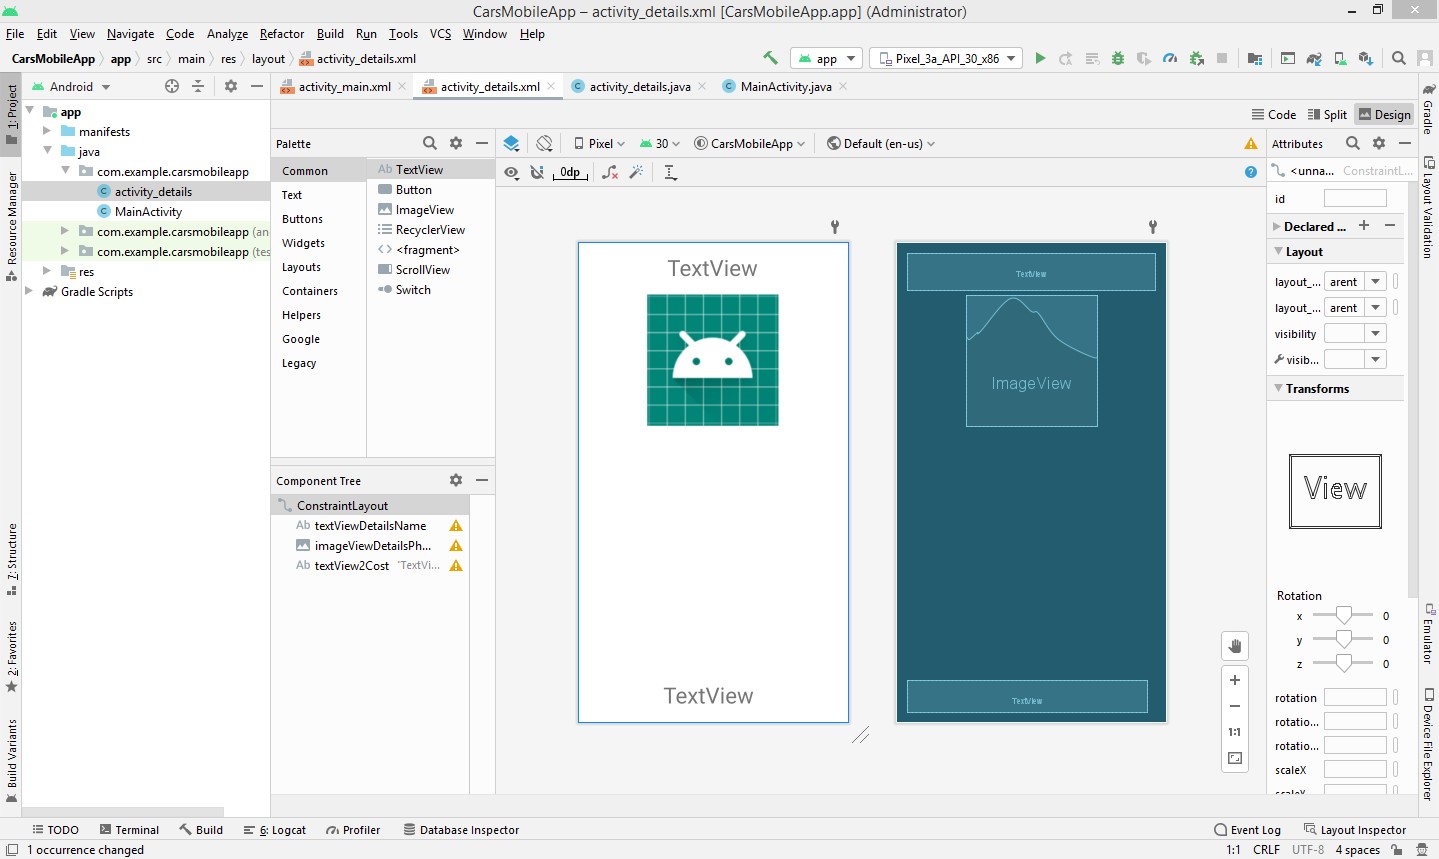 CarsMobileApp – activity_details.xml [CarsMobileApp.app] (Administrator)
File Edit View Navigate Code Analyze Refactor Build Run Tools VCS Window Help
CarsMobileApp app src main res layout activity_details.xml
app Pixel_3a_API_30_x86
1: Project
Resource Manager
7: Structure
2: Favorites
Build Variants
Android
app
manifests
java
com.example.carsmobileapp
activity_details
MainActivity
com.example.carsmobileapp (an
com.example.carsmobileapp (tes
res
Gradle Scripts
activity_main.xml activity_details.xml activity_details.java MainActivity.java
Code Split Design
Palette
Common
Text
Buttons
Widgets
Layouts
Containers
Helpers
Google
Legacy
Ab TextView
Button
ImageView
RecyclerView
<> <fragment>
ScrollView
Switch
Component Tree
ConstraintLayout
Ab textViewDetailsName
imageViewDetailsPh...
Ab textView2Cost "TextVi...
Pixel 30 CarsMobileApp Default (en-us)
0dp
TextView
TextView
TextView
ImageView
TextView
1:1
Attributes
<unna... ConstraintL...
id
Declared ...
Layout
layout_... arent
layout_... arent
visibility
visib...
Transforms
View
Rotation
x 0
y 0
z 0
rotation
rotatio...
rotatio...
scaleX
Gradle
Layout Validation
Emulator
Device File Explorer
TODO Terminal Build 6: Logcat Profiler Database Inspector Event Log Layout Inspector
1 occurrence changed 1:1 CRLF UTF-8 4 spaces